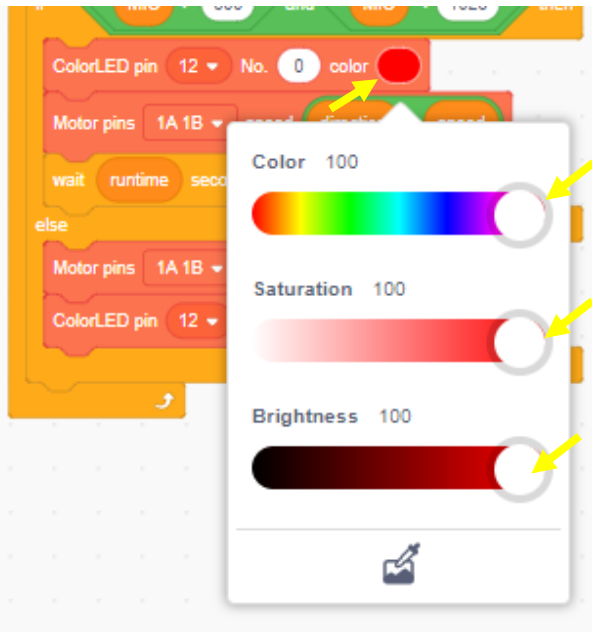 ColorLED pin 12 No. 0 color
Motor pins 1A 1B
wait runtime
else
Motor pins 1A 1B
ColorLED pin 12
Color 100
Saturation 100
Brightness 100